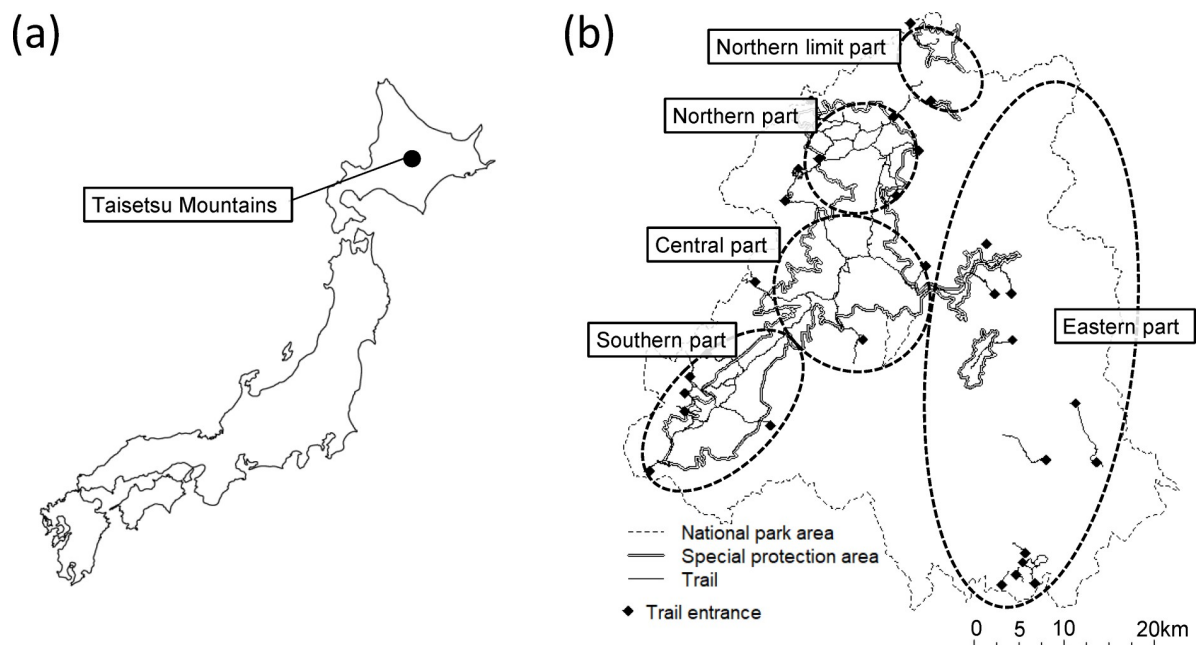 (a)
Taisetsu Mountains
(b)
Northern limit part
Northern part
Central part
Southern part
Eastern part
National park area
Special protection area
Trail
Trail entrance
0 5 10 20km